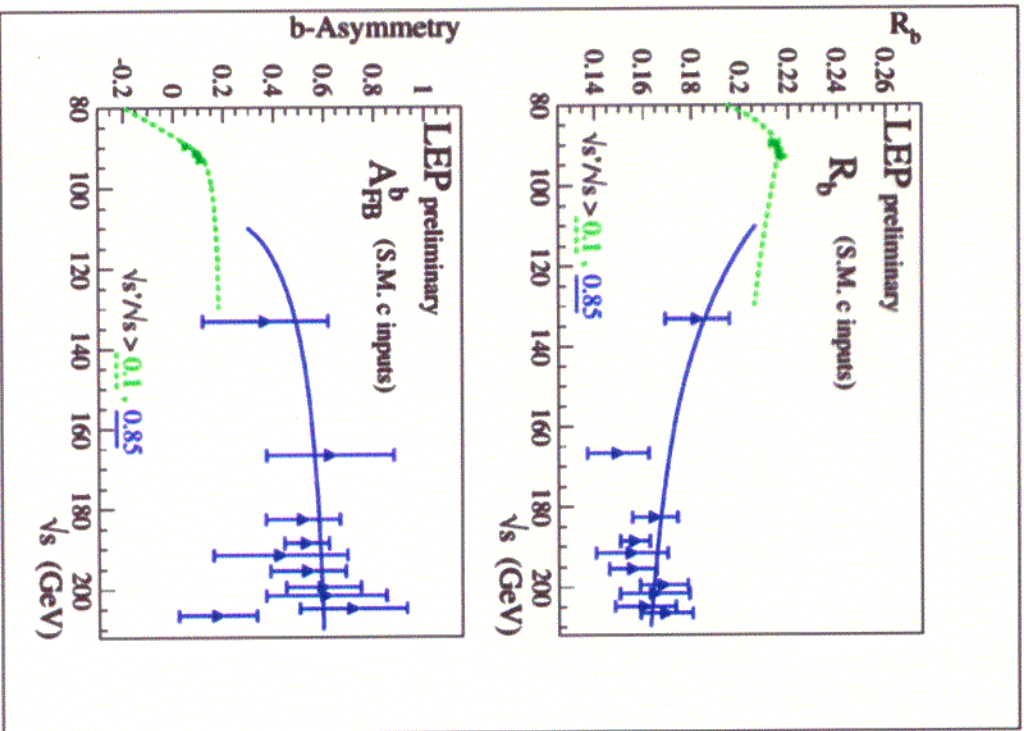 R_b
0.26
0.24
0.22
0.2
0.18
0.16
0.14
LEP preliminary
R_b (S.M. c inputs)
√s'/√s > 0.1 , 0.85
80 100 120 140 160 180 200
√s (GeV)
b-Asymmetry
1
0.8
0.6
0.4
0.2
0
-0.2
LEP preliminary
A_FB^b (S.M. c inputs)
√s'/√s > 0.1 , 0.85
80 100 120 140 160 180 200
√s (GeV)